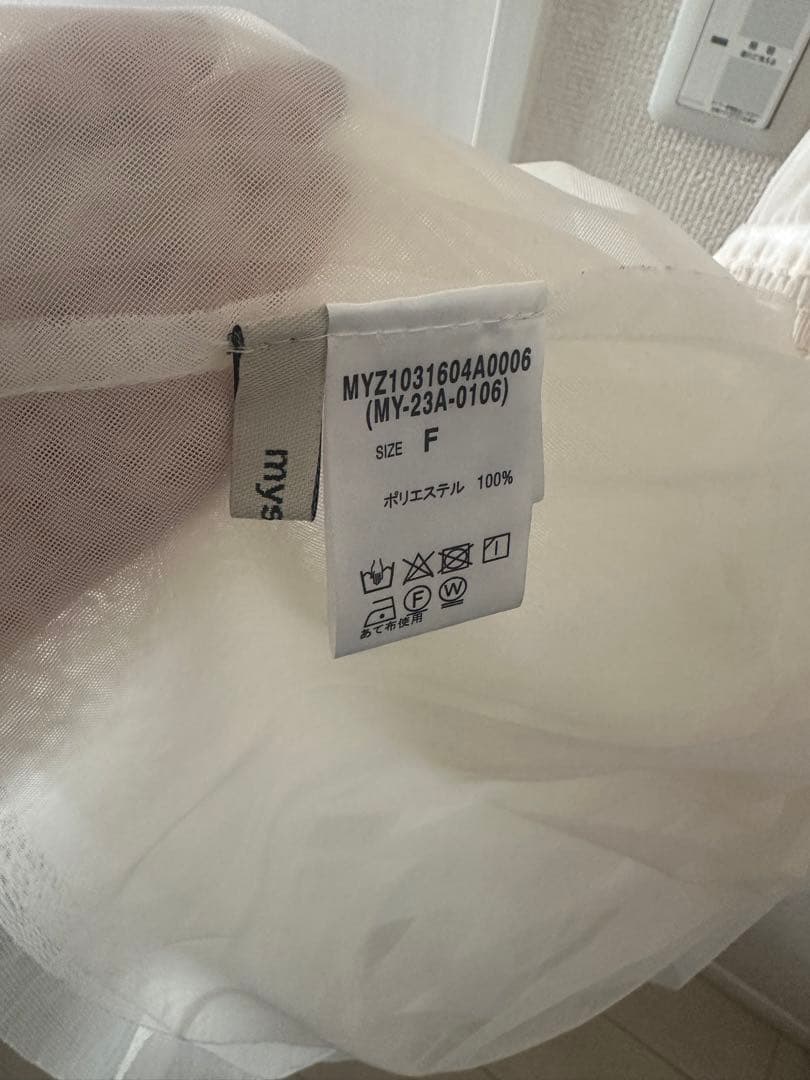 MYZ1031604A0006
(MY-23A-0106)
SIZE F
ポリエステル 100%
F W
あて布使用
mys